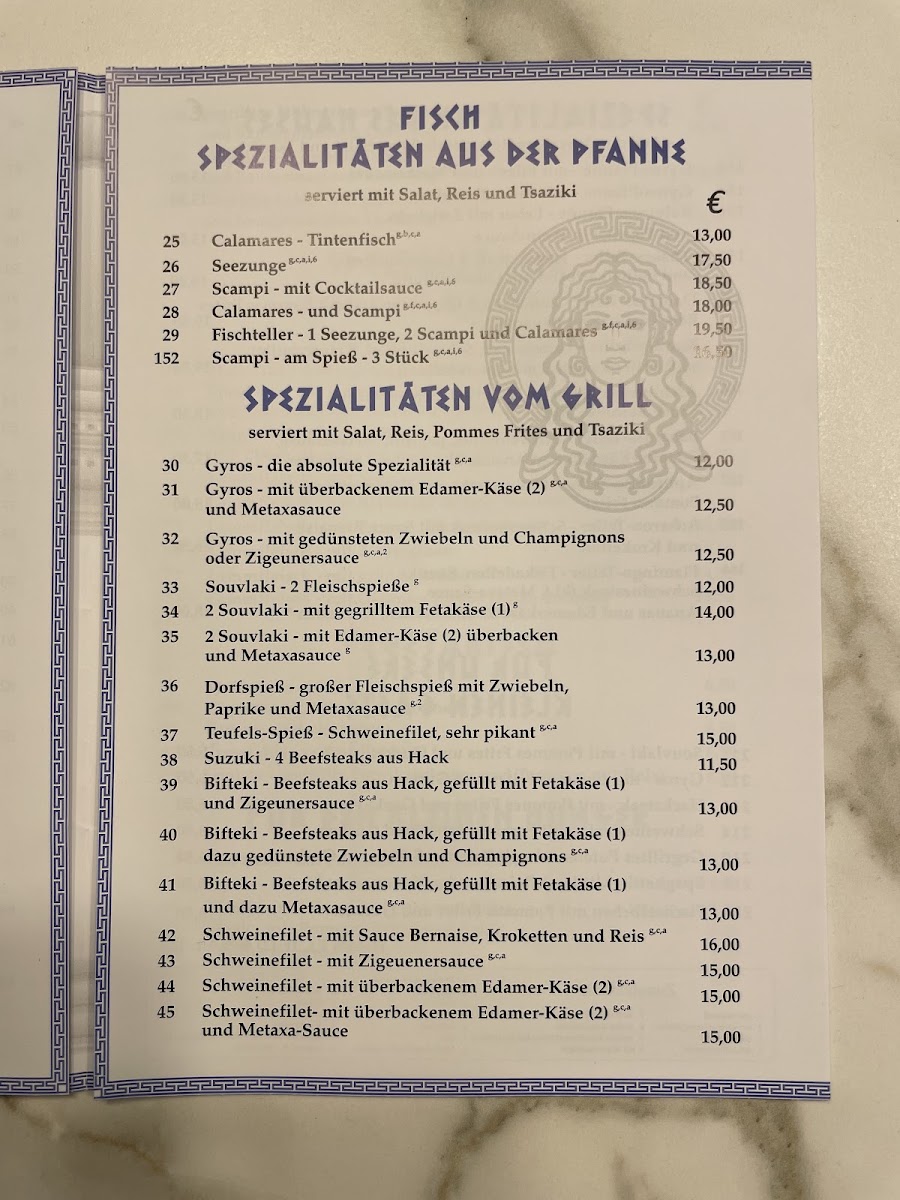 FISCH
SPEZIALITÄTEN AUS DER PFANNE
serviert mit Salat, Reis und Tsaziki
€
25 Calamares - Tintenfisch g,b,c,a 13,00
26 Seezunge g,c,a,i,6 17,50
27 Scampi - mit Cocktailsauce g,c,a,i,6 18,50
28 Calamares - und Scampi g,f,c,a,i,6 18,00
29 Fischteller - 1 Seezunge, 2 Scampi und Calamares g,f,c,a,i,6 19,50
152 Scampi - am Spieß - 3 Stück g,c,a,i,6
SPEZIALITÄTEN VOM GRILL
serviert mit Salat, Reis, Pommes Frites und Tsaziki
30 Gyros - die absolute Spezialität g,c,a 12,00
31 Gyros - mit überbackenem Edamer-Käse (2) g,c,a
und Metaxasauce 12,50
32 Gyros - mit gedünsteten Zwiebeln und Champignons
oder Zigeunersauce g,c,a,2 12,50
33 Souvlaki - 2 Fleischspieße g 12,00
34 2 Souvlaki - mit gegrilltem Fetakäse (1) g 14,00
35 2 Souvlaki - mit Edamer-Käse (2) überbacken
und Metaxasauce g 13,00
36 Dorfspieß - großer Fleischspieß mit Zwiebeln,
Paprike und Metaxasauce g,2 13,00
37 Teufels-Spieß - Schweinefilet, sehr pikant g,c,a 15,00
38 Suzuki - 4 Beefsteaks aus Hack 11,50
39 Bifteki - Beefsteaks aus Hack, gefüllt mit Fetakäse (1)
und Zigeunersauce g,c,a 13,00
40 Bifteki - Beefsteaks aus Hack, gefüllt mit Fetakäse (1)
dazu gedünstete Zwiebeln und Champignons g,c,a 13,00
41 Bifteki - Beefsteaks aus Hack, gefüllt mit Fetakäse (1)
und dazu Metaxasauce g,c,a 13,00
42 Schweinefilet - mit Sauce Bernaise, Kroketten und Reis g,c,a 16,00
43 Schweinefilet - mit Zigeuenersauce g,c,a 15,00
44 Schweinefilet - mit überbackenem Edamer-Käse (2) g,c,a 15,00
45 Schweinefilet- mit überbackenem Edamer-Käse (2) g,c,a
und Metaxa-Sauce 15,00